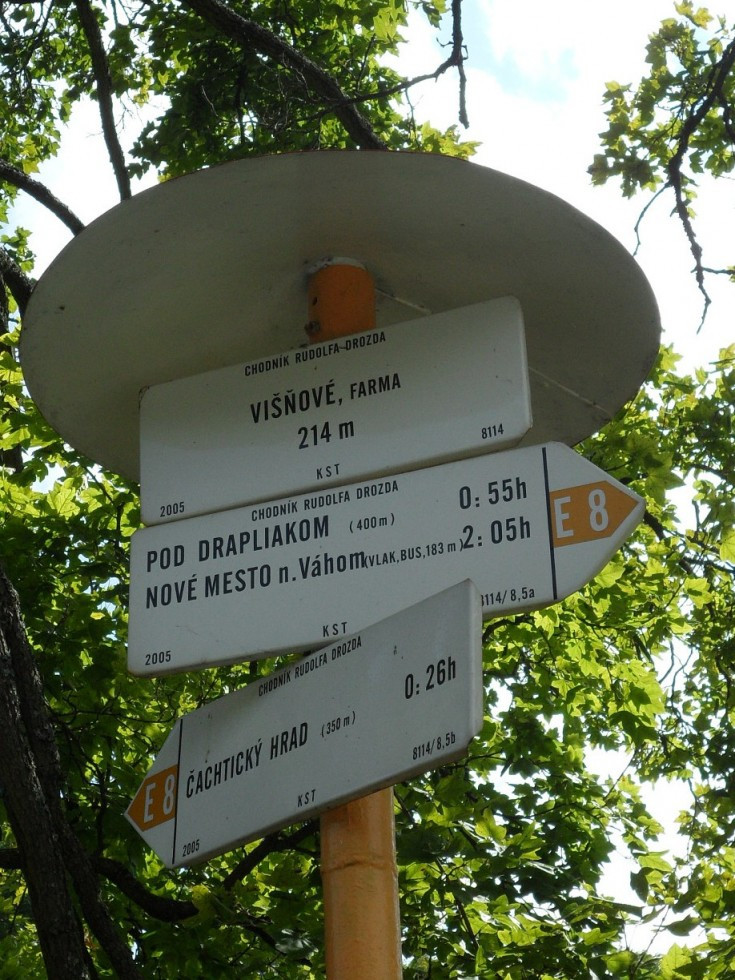 CHODNÍK RUDOLFA DROZDA
VIŠŇOVÉ, FARMA
214 m
KST
2005 8114
CHODNÍK RUDOLFA DROZDA
POD DRAPLIAKOM (400m) 0:55h
NOVÉ MESTO n.Váhom (VLAK,BUS,183 m) 2:05h
E 8
KST
2005 8114/8,5a
CHODNÍK RUDOLFA DROZDA
ČACHTICKÝ HRAD (350 m) 0:26h
E 8
KST
2005 8114/8,5b